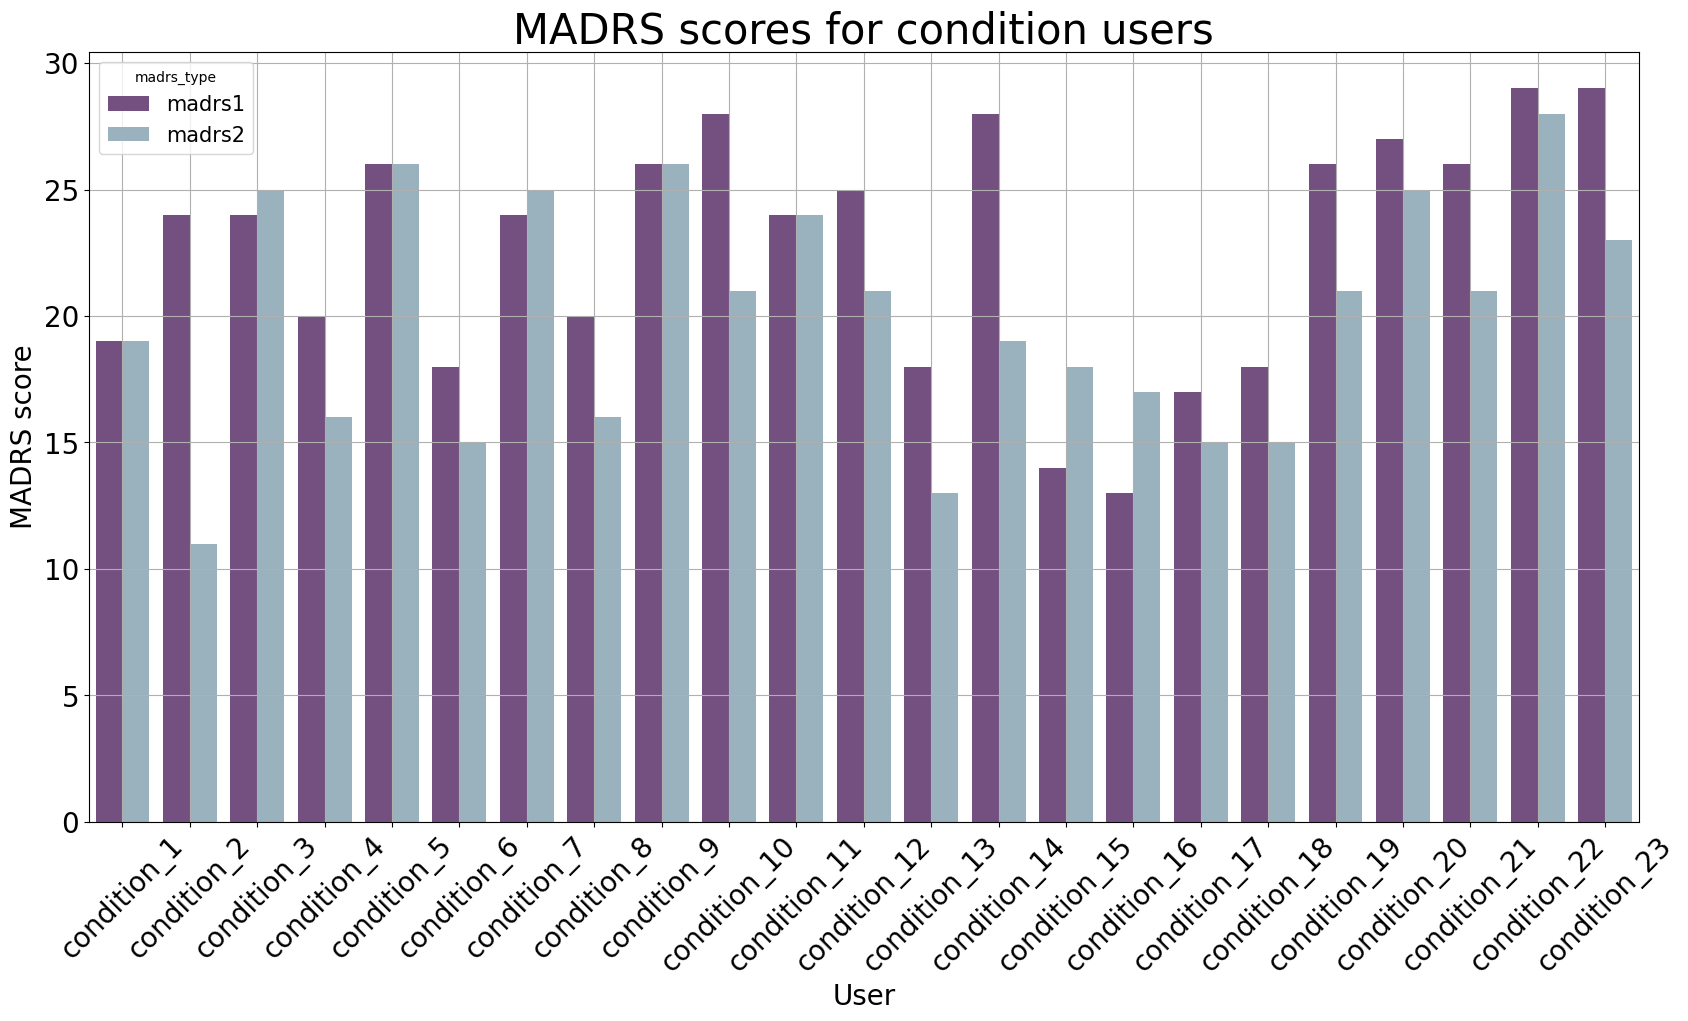 MADRS scores for condition users
madrs_type
madrs1
madrs2
MADRS score
30
25
20
15
10
5
0
condition_1
condition_2
condition_3
condition_4
condition_5
condition_6
condition_7
condition_8
condition_9
condition_10
condition_11
condition_12
condition_13
condition_14
condition_15
condition_16
condition_17
condition_18
condition_19
condition_20
condition_21
condition_22
condition_23
User